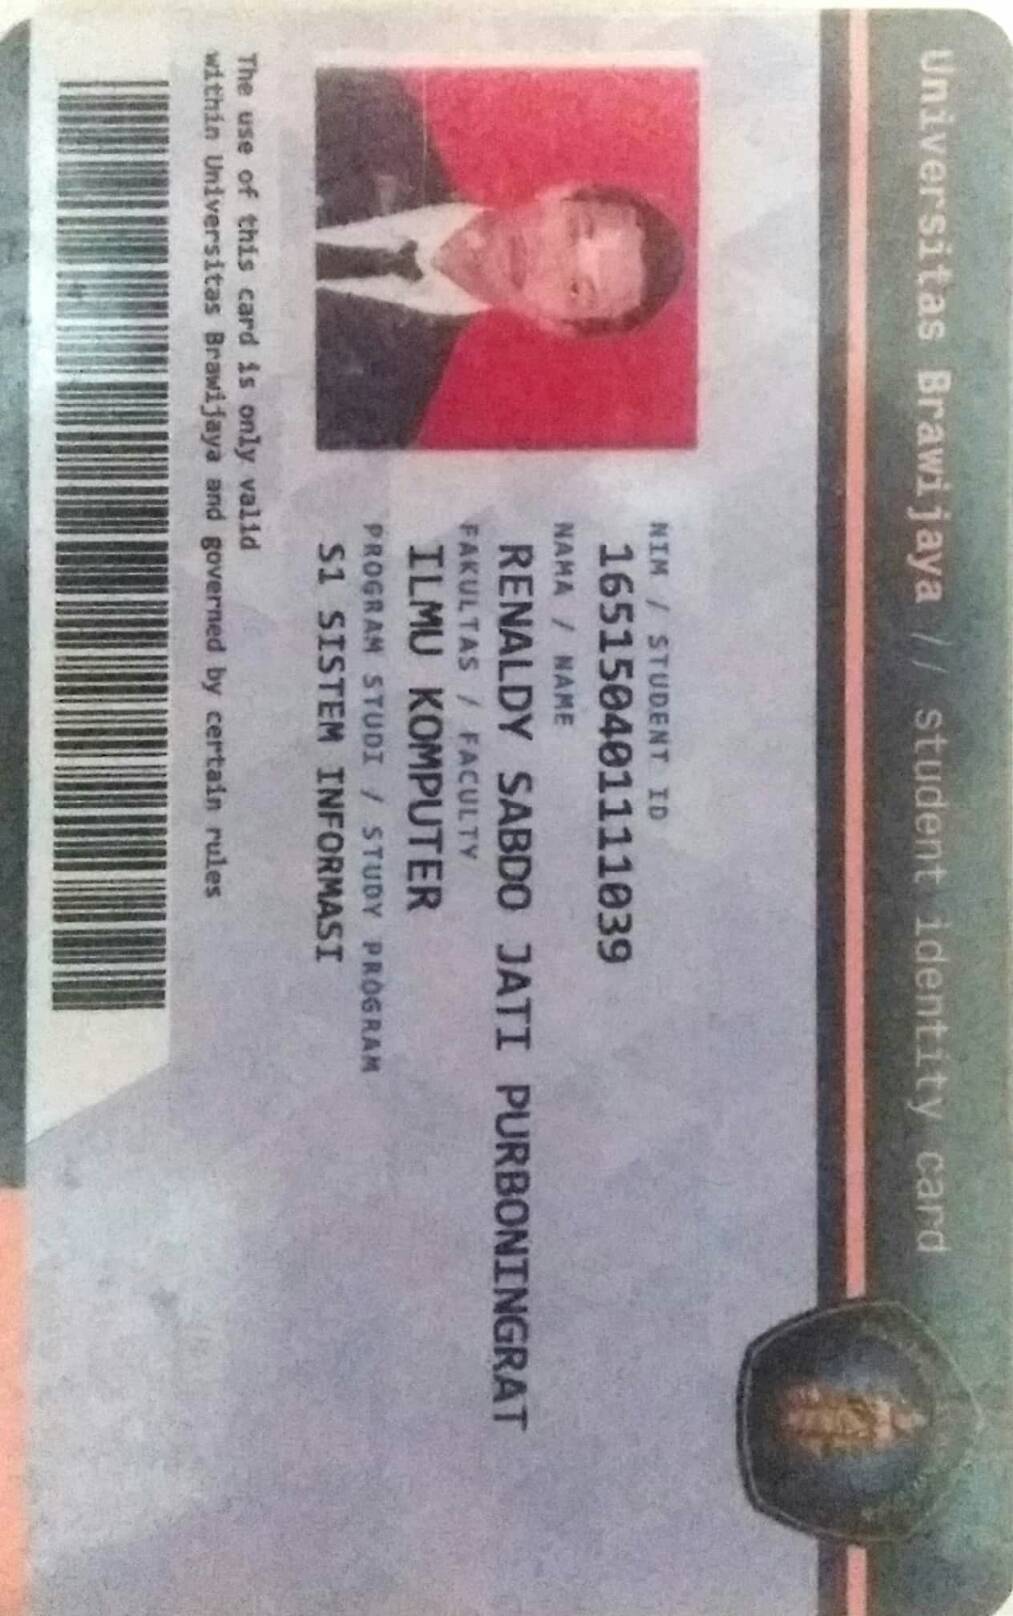 Universitas Brawijaya // student identity card
NIM / STUDENT ID
165150401111039
NAMA / NAME
RENALDY SABDO JATI PURBONINGRAT
FAKULTAS / FACULTY
ILMU KOMPUTER
PROGRAM STUDI / STUDY PROGRAM
S1 SISTEM INFORMASI
The use of this card is only valid
within Universitas Brawijaya and governed by certain rules